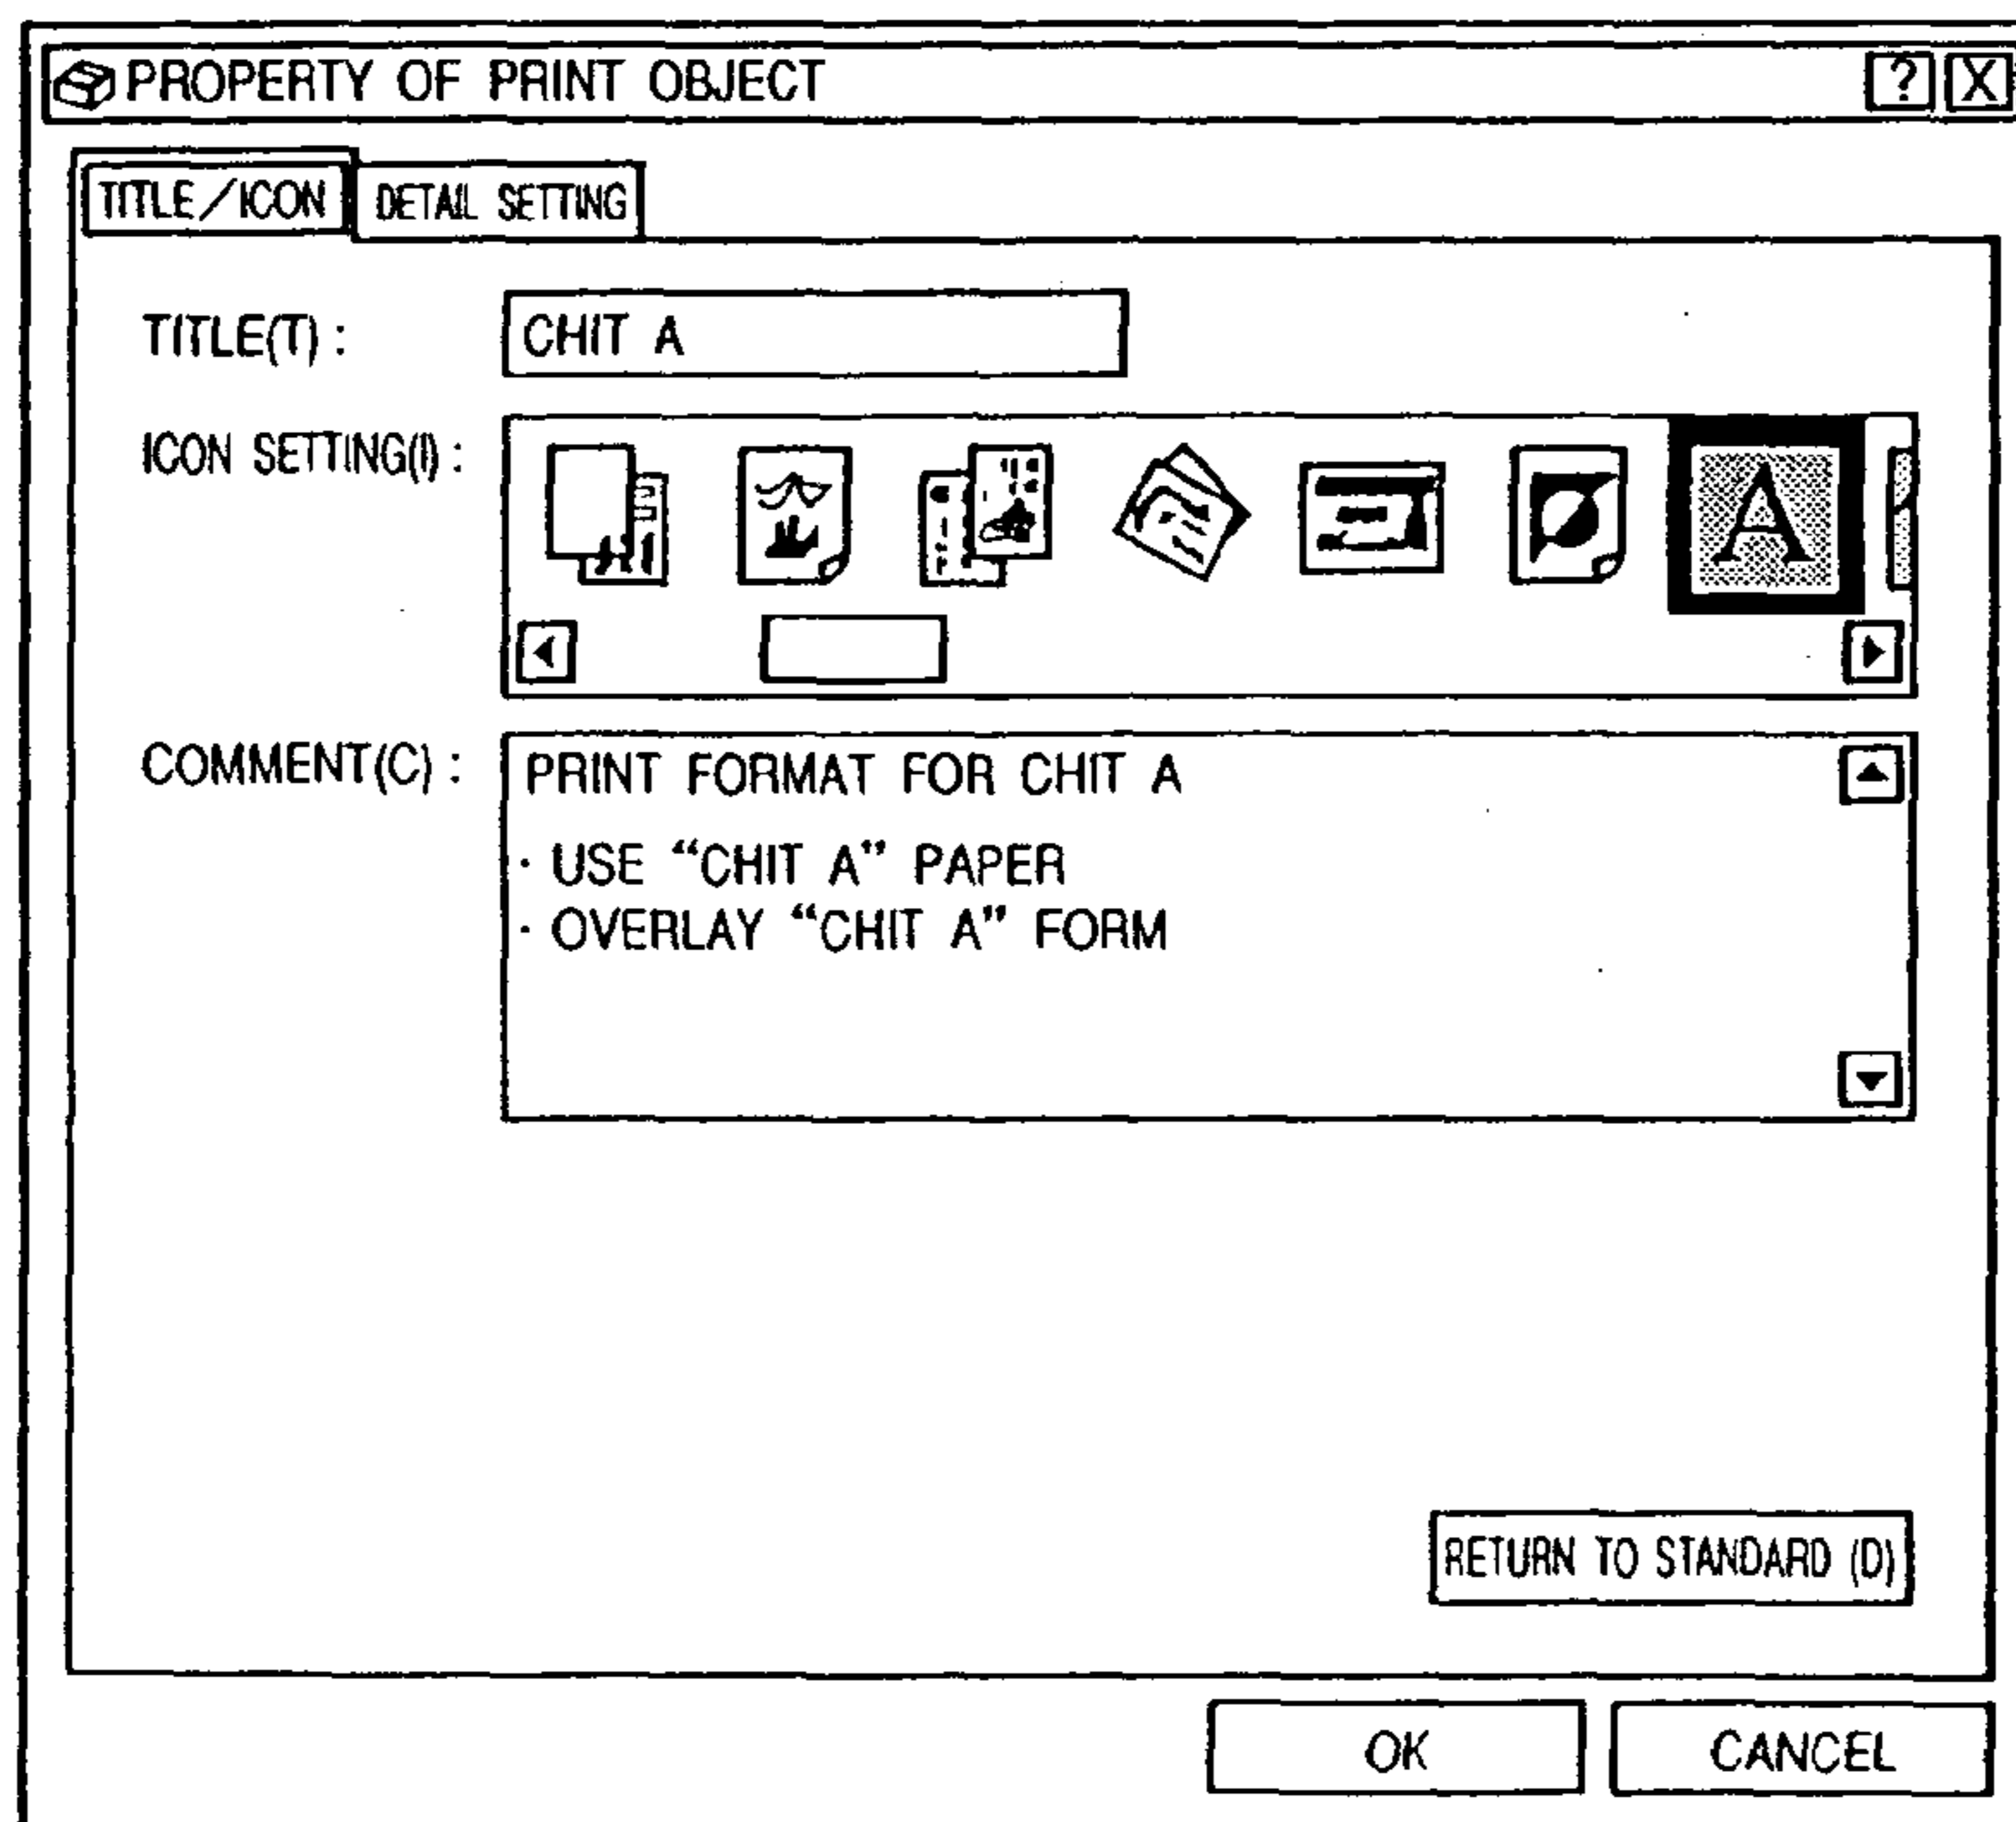 PROPERTY OF PRINT OBJECT ? X
TITLE/ICON DETAIL SETTING
TITLE(T) : CHIT A
ICON SETTING(I) : A
COMMENT(C) : PRINT FORMAT FOR CHIT A
· USE “CHIT A” PAPER
· OVERLAY “CHIT A” FORM
RETURN TO STANDARD (D)
OK CANCEL